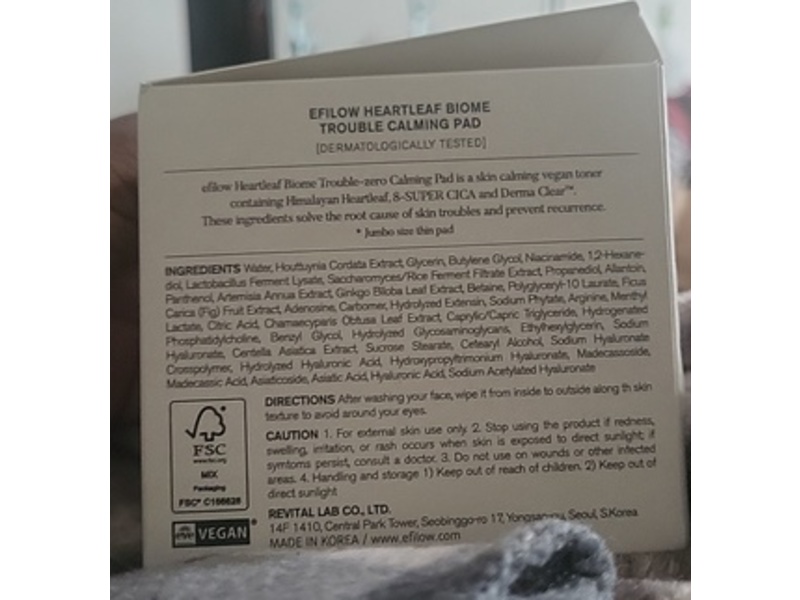 EFILOW HEARTLEAF BIOME
TROUBLE CALMING PAD
[DERMATOLOGICALLY TESTED]
efilow Heartleaf Biome Trouble-zero Calming Pad is a skin calming vegan toner
containing Himalayan Heartleaf, 8-SUPER CICA and Derma Clear™.
These ingredients solve the root cause of skin troubles and prevent recurrence.
* Jumbo size thin pad
INGREDIENTS Water, Houttuynia Cordata Extract, Glycerin, Butylene Glycol, Niacinamide, 1,2-Hexane-
diol, Lactobacillus Ferment Lysate, Saccharomyces/Rice Ferment Filtrate Extract, Propanediol, Allantoin,
Panthenol, Artemisia Annua Extract, Ginkgo Biloba Leaf Extract, Betaine, Polyglyceryl-10 Laurate, Ficus
Carica (Fig) Fruit Extract, Adenosine, Carbomer, Hydrolyzed Extensin, Sodium Phytate, Arginine, Menthyl
Lactate, Citric Acid, Chamaecyparis Obtusa Leaf Extract, Caprylic/Capric Triglyceride, Hydrogenated
Phosphatidylcholine, Benzyl Glycol, Hydrolyzed Glycosaminoglycans, Ethylhexylglycerin, Sodium
Hyaluronate, Centella Asiatica Extract, Sucrose Stearate, Cetearyl Alcohol, Sodium Hyaluronate
Crosspolymer, Hydrolyzed Hyaluronic Acid, Hydroxypropyltrimonium Hyaluronate, Madecassoside,
Madecassic Acid, Asiaticoside, Asiatic Acid, Hyaluronic Acid, Sodium Acetylated Hyaluronate
DIRECTIONS After washing your face, wipe it from inside to outside along th skin
texture to avoid around your eyes.
CAUTION 1. For external skin use only. 2. Stop using the product if redness,
swelling, irritation, or rash occurs when skin is exposed to direct sunlight; if
symtoms persist, consult a doctor. 3. Do not use on wounds or other infected
areas. 4. Handling and storage 1) Keep out of reach of children. 2) Keep out of
direct sunlight
FSC
www.fsc.org
MIX
Packaging
FSC® C166628
REVITAL LAB CO., LTD.
14F 1410, Central Park Tower, Seobinggo-ro 17, Yongsan-gu, Seoul, S.Korea
MADE IN KOREA / www.efilow.com
eve VEGAN®